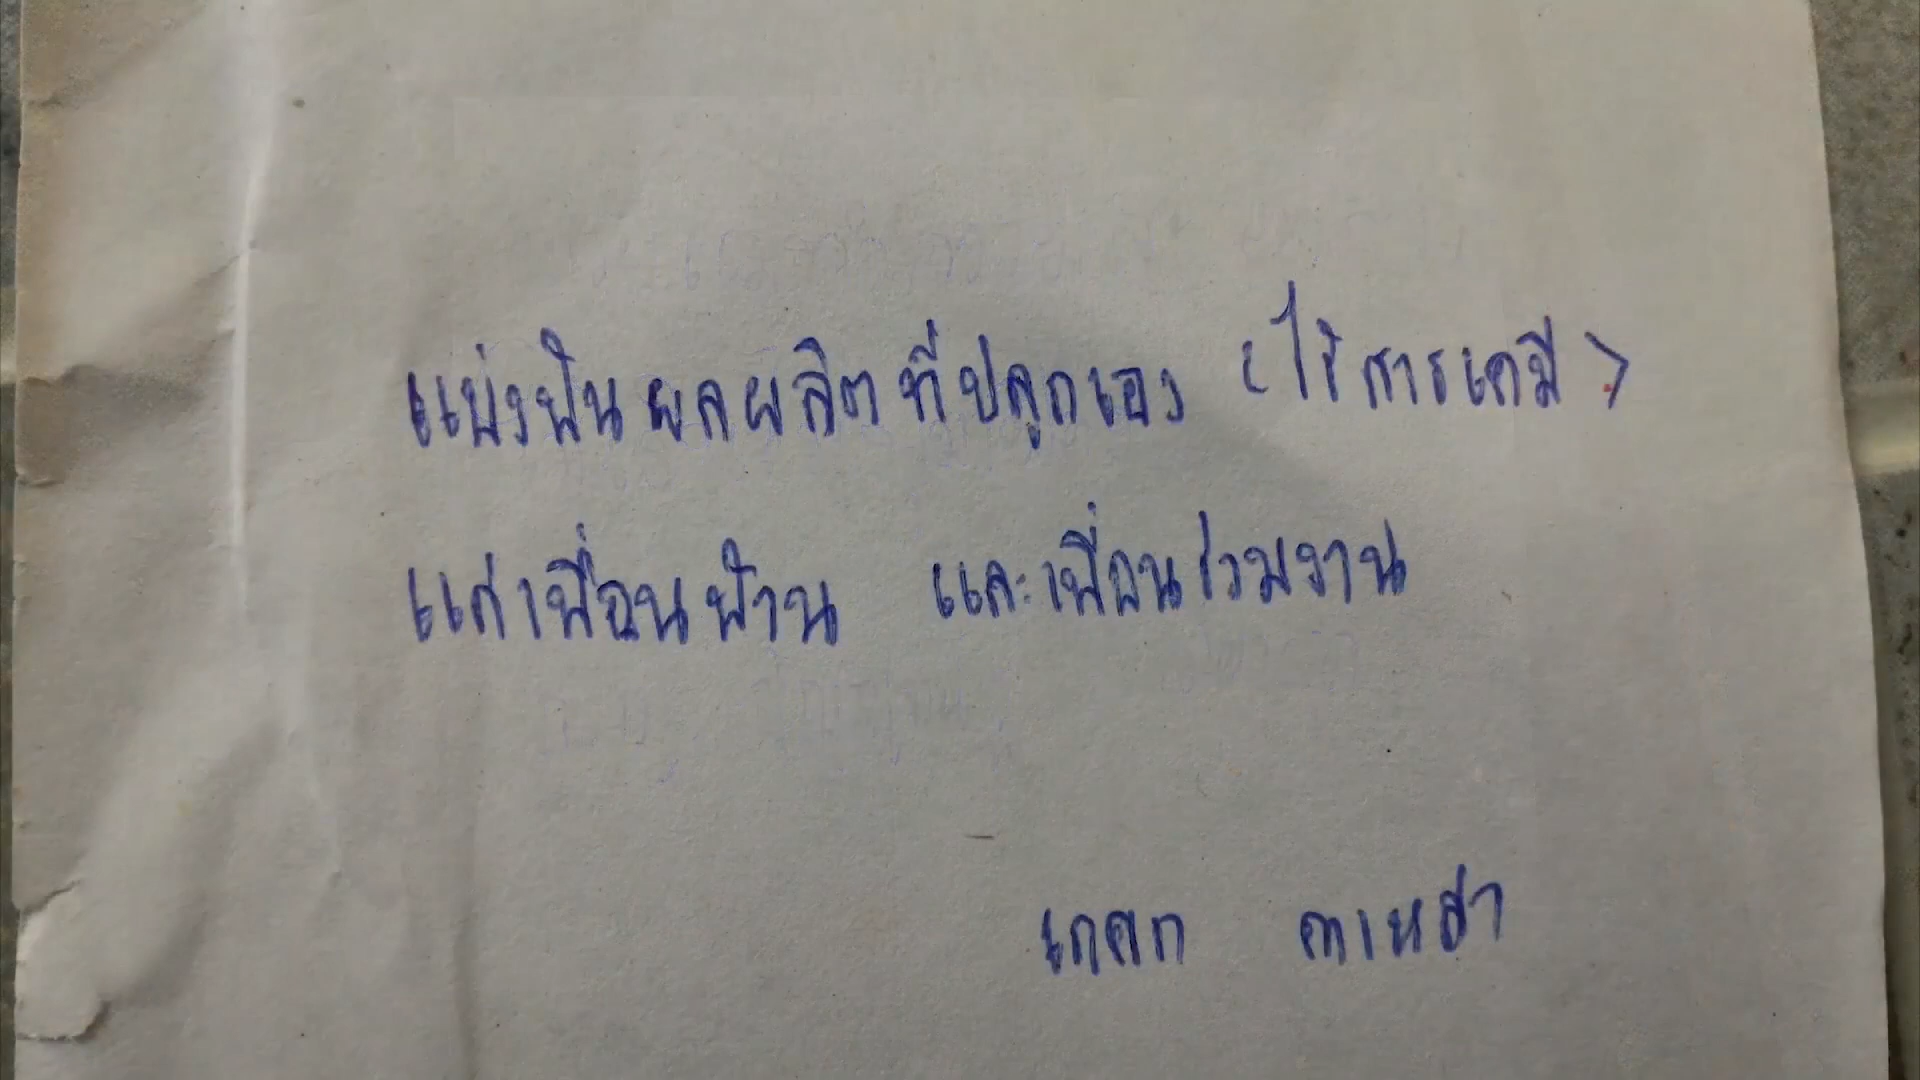 แบ่งปันผลผลิตที่ปลูกเอง (ไร้สารเคมี)
แก่เพื่อนบ้าน และเพื่อนร่วมงาน